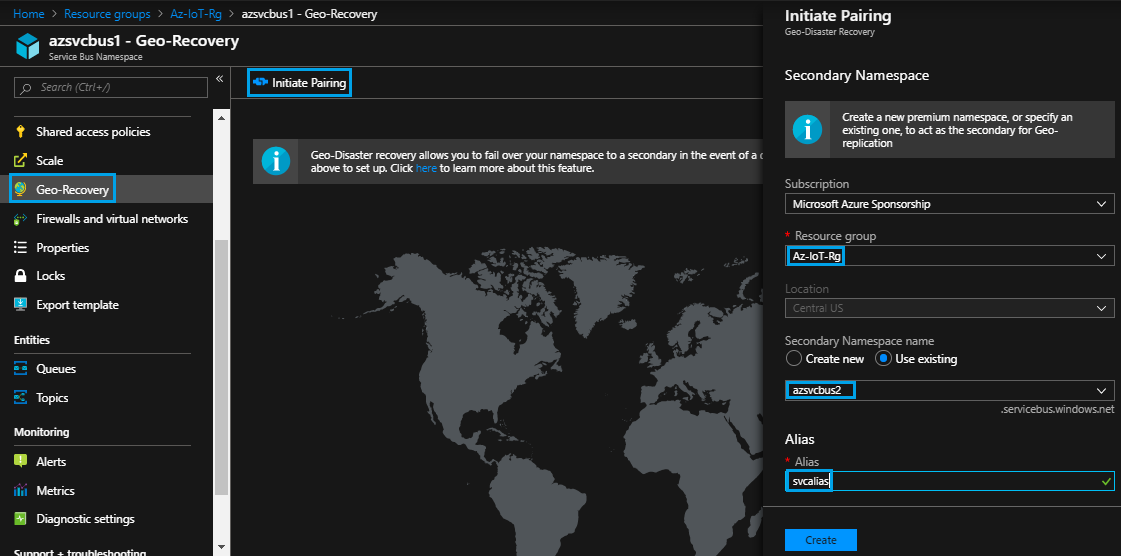 Home > Resource groups > Az-IoT-Rg > azsvcbus1 - Geo-Recovery
azsvcbus1 - Geo-Recovery
Service Bus Namespace
Search (Ctrl+/)
«
Shared access policies
Scale
Geo-Recovery
Firewalls and virtual networks
Properties
Locks
Export template
Entities
Queues
Topics
Monitoring
Alerts
Metrics
Diagnostic settings
Support + troubleshooting
Initiate Pairing
Geo-Disaster recovery allows you to fail over your namespace to a secondary in the event of a
above to set up. Click here to learn more about this feature.
Initiate Pairing
Geo-Disaster Recovery
Secondary Namespace
Create a new premium namespace, or specify an
existing one, to act as the secondary for Geo-
replication
Subscription
Microsoft Azure Sponsorship
* Resource group
Az-IoT-Rg
Location
Central US
Secondary Namespace name
Create new Use existing
azsvcbus2
.servicebus.windows.net
Alias
* Alias
svcalias
Create